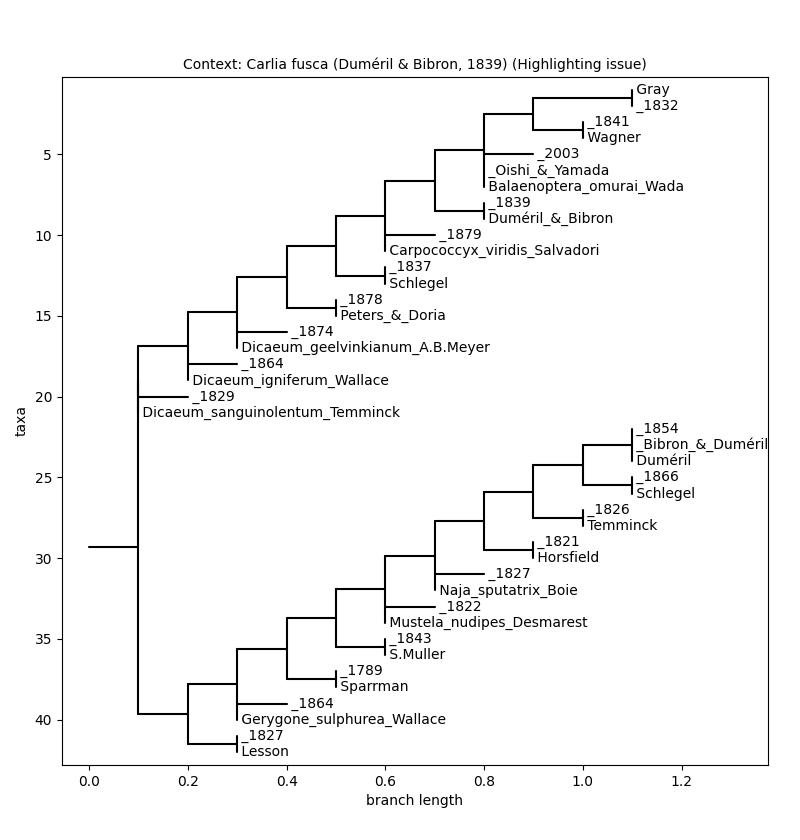 Context: Carlia fusca (Duméril & Bibron, 1839) (Highlighting issue)
Gray
_1832
_1841
Wagner
5
_2003
_Oishi_&_Yamada
Balaenoptera_omurai_Wada
_1839
Duméril_&_Bibron
10
_1879
Carpococcyx_viridis_Salvadori
_1837
Schlegel
_1878
15
Peters_&_Doria
_1874
Dicaeum_geelvinkianum_A.B.Meyer
_1864
Dicaeum_igniferum_Wallace
20
_1829
taxa
Dicaeum_sanguinolentum_Temminck
_1854
_Bibron_&_Duméril
Duméril
25
_1866
Schlegel
_1826
Temminck
_1821
30
Horsfield
_1827
Naja_sputatrix_Boie
_1822
Mustela_nudipes_Desmarest
35
_1843
S.Muller
_1789
Sparrman
_1864
40
Gerygone_sulphurea_Wallace
_1827
Lesson
0.0 0.2 0.4 0.6 0.8 1.0 1.2
branch length